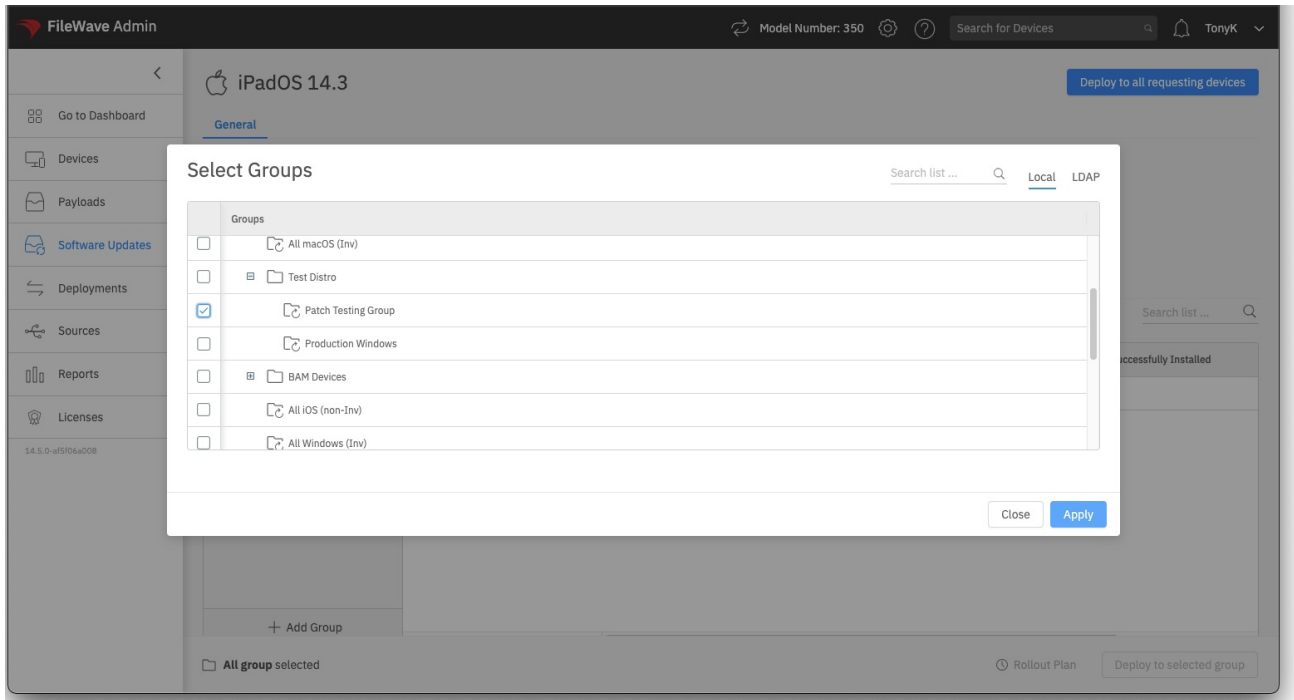 FileWave Admin
Model Number: 350
Search for Devices
TonyK
iPadOS 14.3
Deploy to all requesting devices
General
Go to Dashboard
Devices
Payloads
Software Updates
Deployments
Sources
Reports
Licenses
14.5.0-af5f06a008
Select Groups
Search list ...
Local
LDAP
Groups
All macOS (Inv)
Test Distro
Patch Testing Group
Production Windows
BAM Devices
All iOS (non-Inv)
All Windows (Inv)
Close
Apply
Search list ...
uccessfully Installed
+ Add Group
All group selected
Rollout Plan
Deploy to selected group